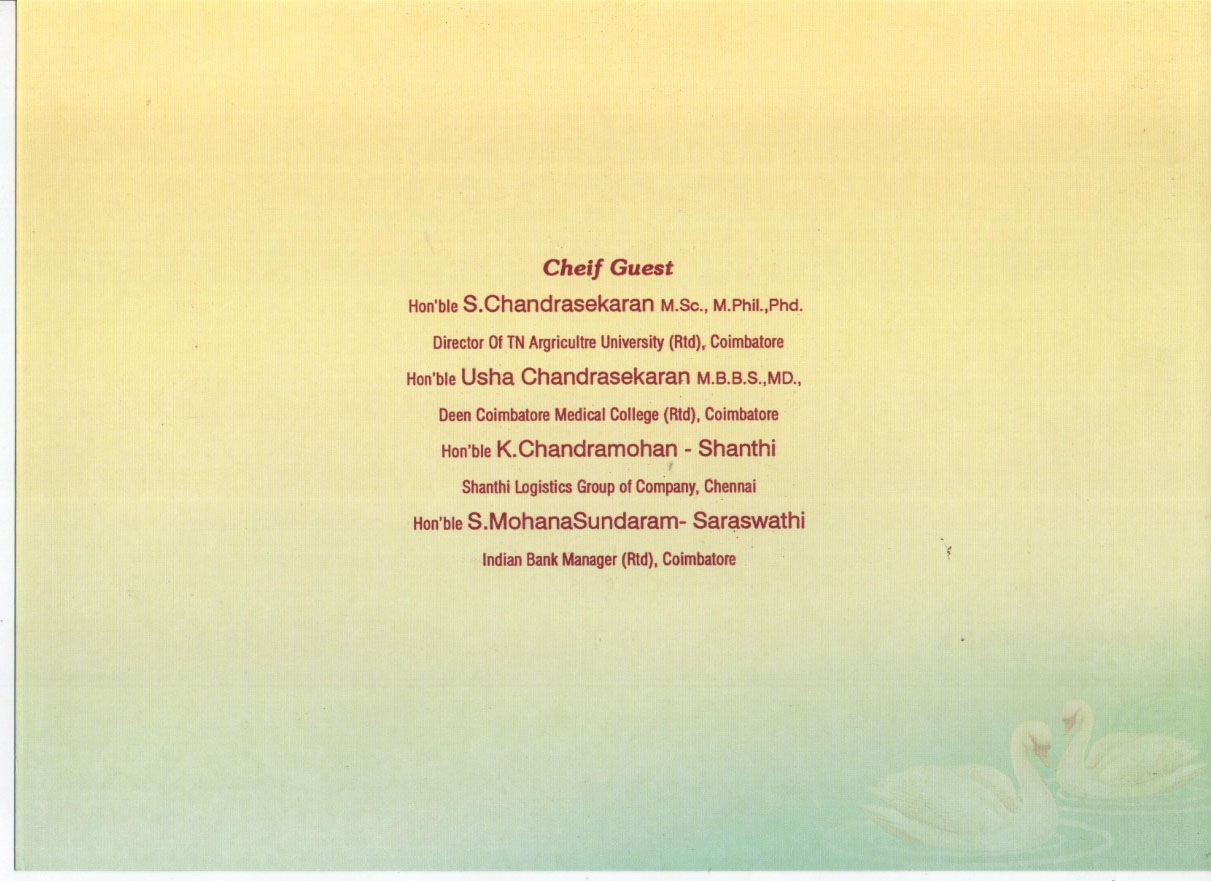 Cheif Guest
Hon'ble S.Chandrasekaran M.Sc., M.Phil.,Phd.
Director Of TN Argricultre University (Rtd), Coimbatore
Hon'ble Usha Chandrasekaran M.B.B.S.,MD.,
Deen Coimbatore Medical College (Rtd), Coimbatore
Hon'ble K.Chandramohan - Shanthi
Shanthi Logistics Group of Company, Chennai
Hon'ble S.MohanaSundaram- Saraswathi
Indian Bank Manager (Rtd), Coimbatore